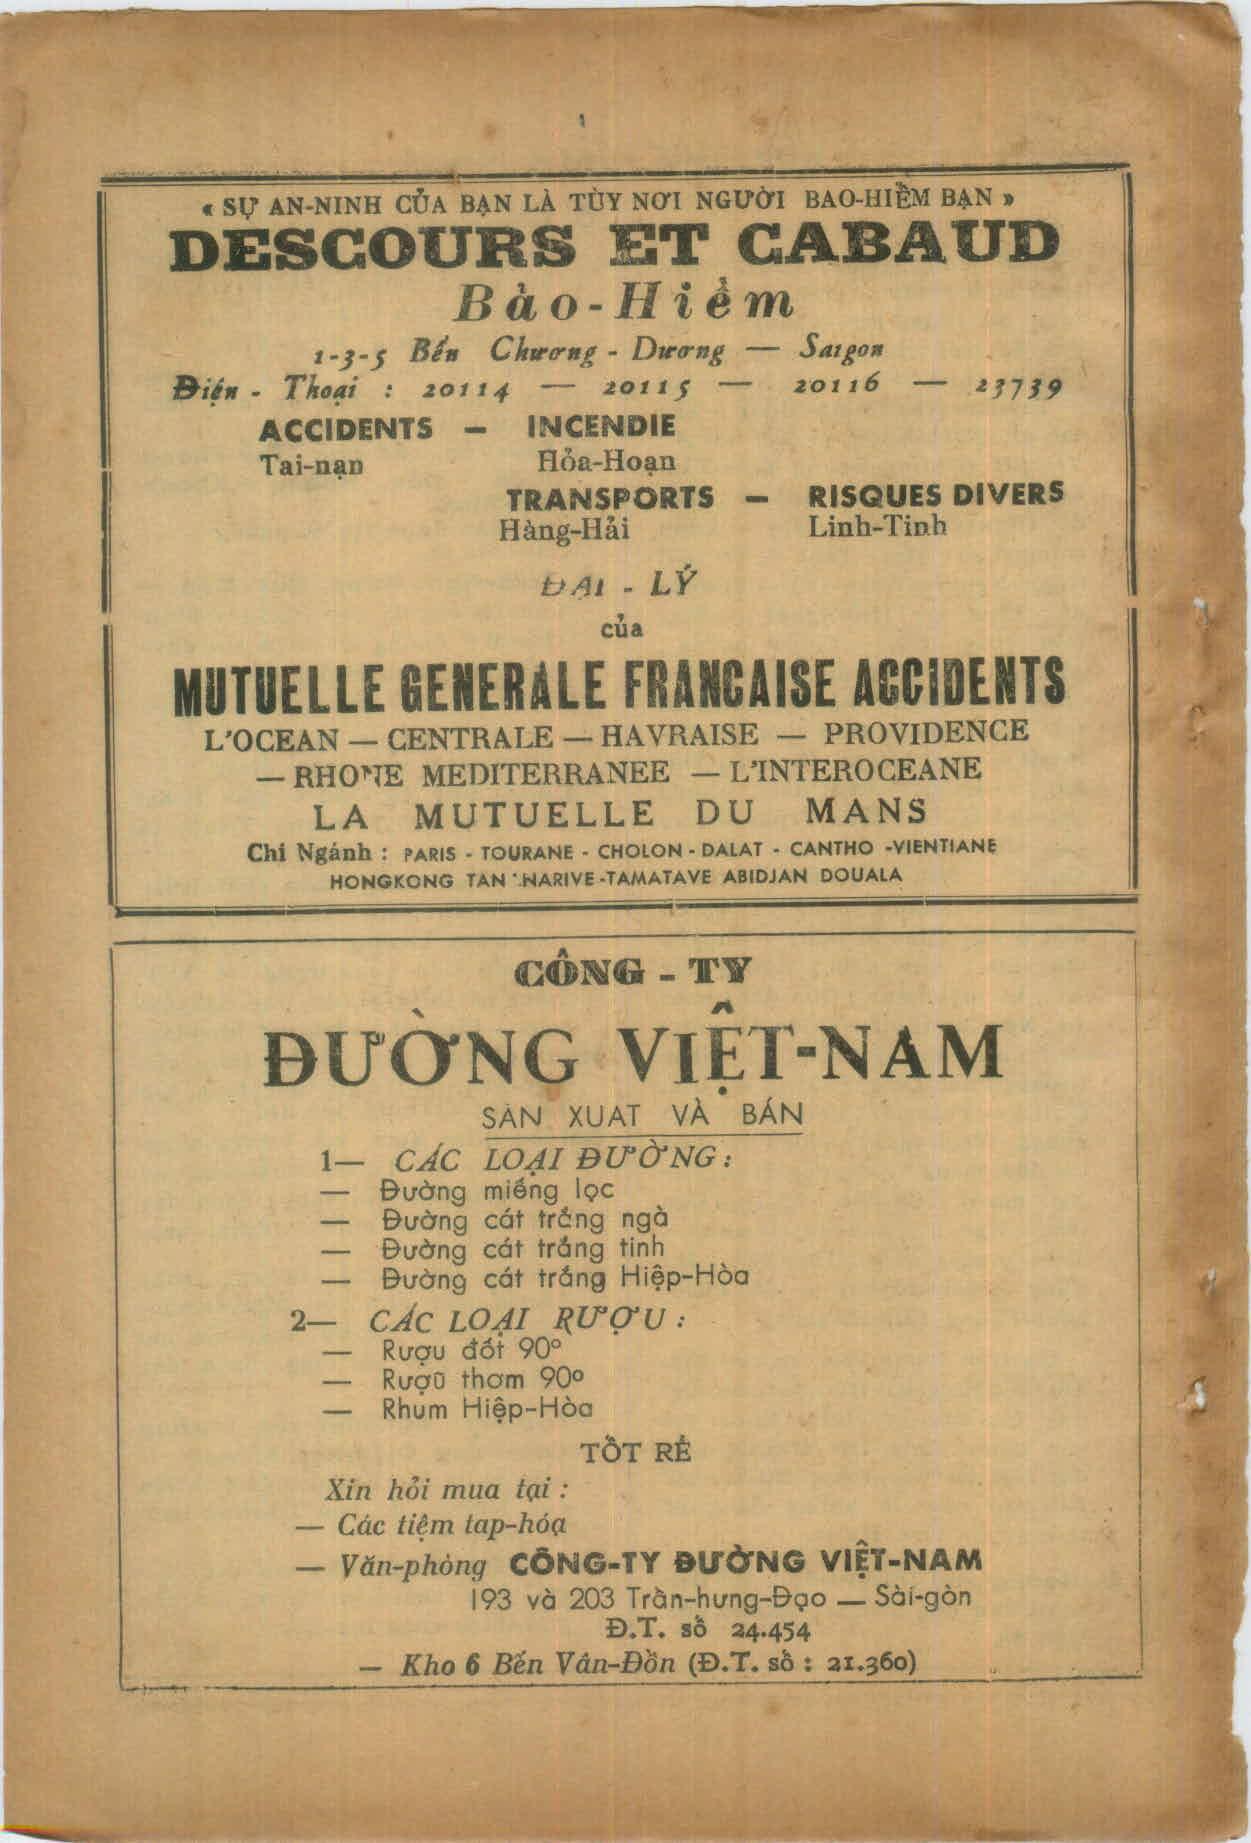 « SỰ AN-NINH CỦA BẠN LÀ TÙY NƠI NGƯỜI BAO-HIỂM BẠN »
DESCOURS ET CABAUD
Bảo-Hiểm
1-3-5 Bến Chương-Dương — Saigon
Điện-Thoại : 20114 — 20115 — 20116 — 23739
ACCIDENTS — INCENDIE
Tai-nạn Hỏa-Hoạn
TRANSPORTS — RISQUES DIVERS
Hàng-Hải Linh-Tinh
ĐẠI-LÝ
của
MUTUELLE GENERALE FRANCAISE ACCIDENTS
L'OCEAN — CENTRALE — HAVRAISE — PROVIDENCE
— RHONE MEDITERRANEE — L'INTEROCEANE
LA MUTUELLE DU MANS
Chi Ngánh : PARIS - TOURANE - CHOLON - DALAT - CANTHO -VIENTIANE
HONGKONG TANANARIVE -TAMATAVE ABIDJAN DOUALA
CÔNG-TY
ĐƯỜNG VIỆT-NAM
SẢN XUAT VÀ BÁN
1— CÁC LOẠI ĐƯỜNG :
— Đường miếng lọc
— Đường cát trắng ngà
— Đường cát trắng tinh
— Đường cát trắng Hiệp-Hòa
2— CÁC LOẠI RƯỢU :
— Rượu đốt 90°
— Rượu thơm 90°
— Rhum Hiệp-Hòa
TỐT RẺ
Xin hỏi mua tại :
— Các tiệm tạp-hóa
— Văn-phòng CÔNG-TY ĐƯỜNG VIỆT-NAM
193 và 203 Trần-hưng-Đạo — Sài-gòn
Đ.T. số 24.454
— Kho 6 Bến Vân-Đồn (Đ.T. số : 21.360)